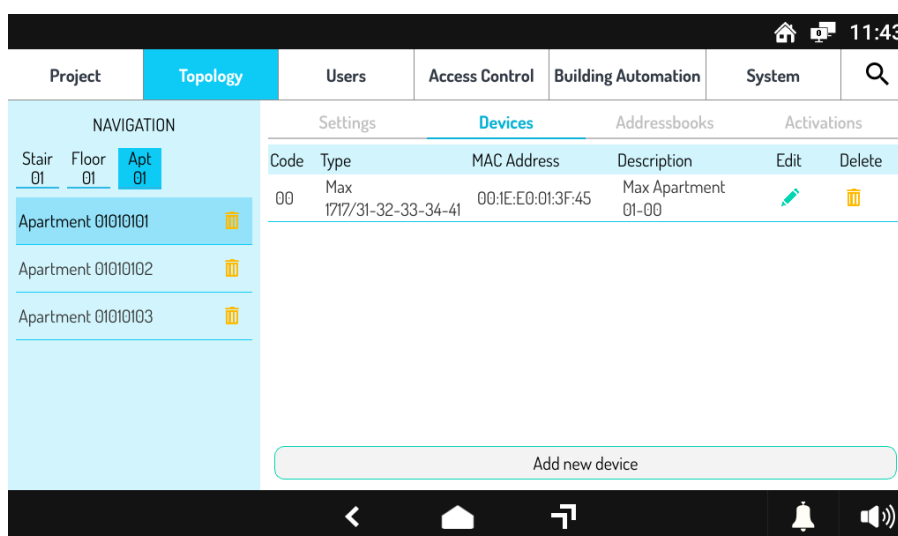 11:43
Project Topology Users Access Control Building Automation System
NAVIGATION
Settings Devices Addressbooks Activations
Stair Floor Apt
01 01 01
Code Type MAC Address Description Edit Delete
00 Max 1717/31-32-33-34-41 00:1E:E0:01:3F:45 Max Apartment 01-00
Apartment 01010101
Apartment 01010102
Apartment 01010103
Add new device